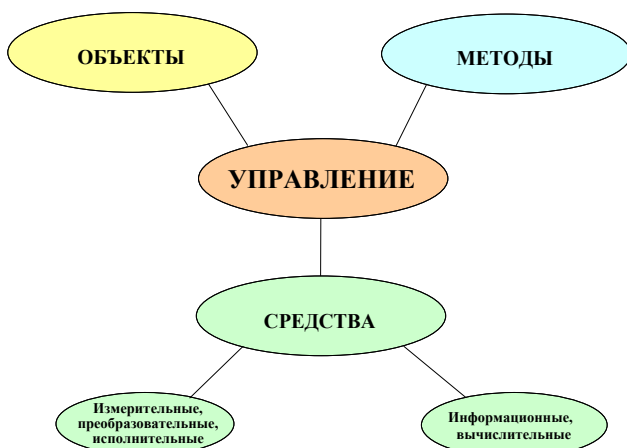 ОБЪЕКТЫ
МЕТОДЫ
УПРАВЛЕНИЕ
СРЕДСТВА
Измерительные,
преобразовательные,
исполнительные
Информационные,
вычислительные